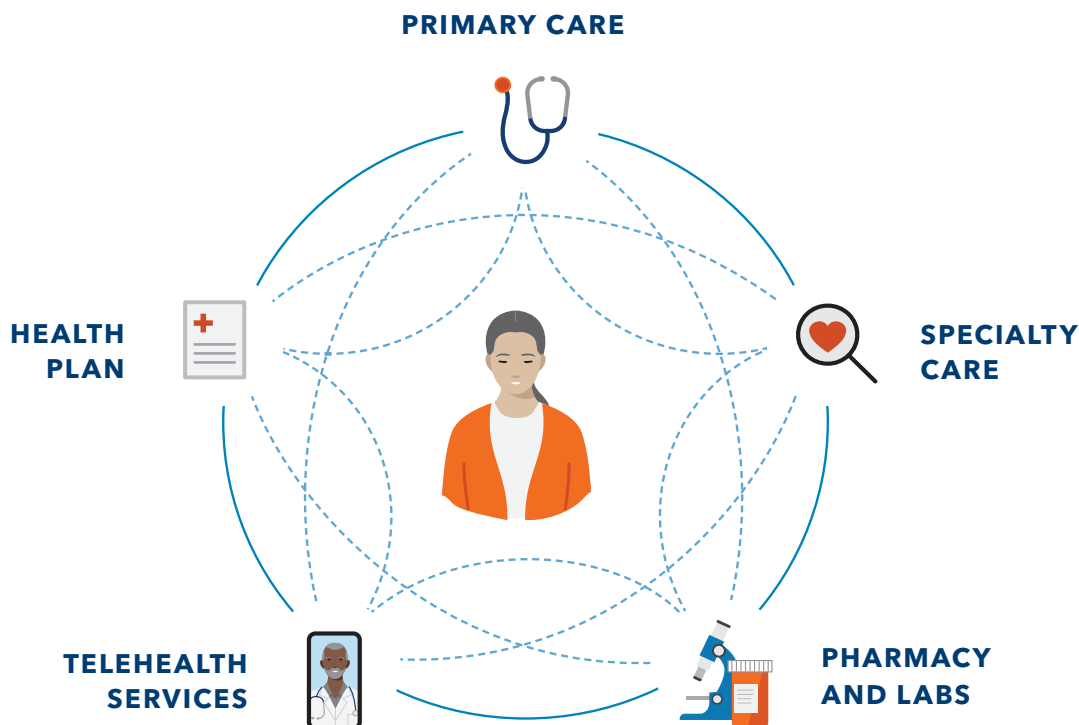 PRIMARY CARE
HEALTH
PLAN
SPECIALTY
CARE
TELEHEALTH
SERVICES
PHARMACY
AND LABS